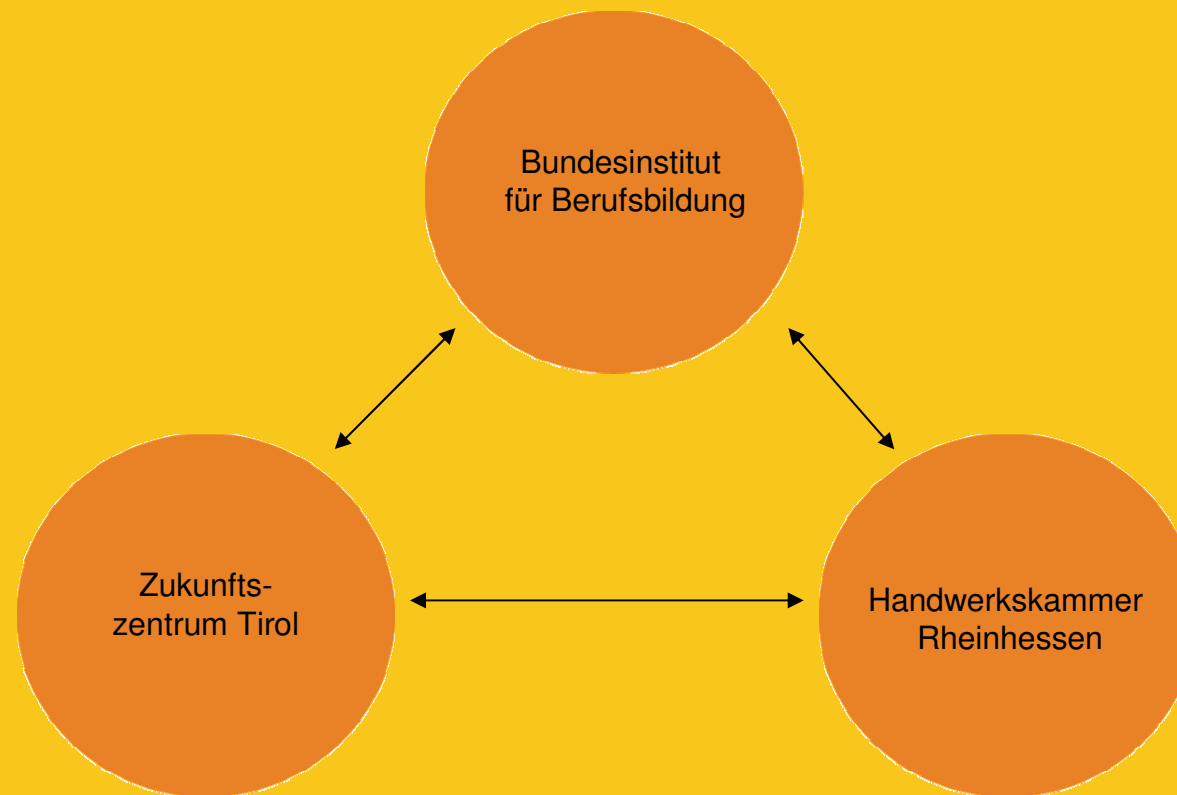 Bundesinstitut
für Berufsbildung
Zukunfts-
zentrum Tirol
Handwerkskammer
Rheinhessen